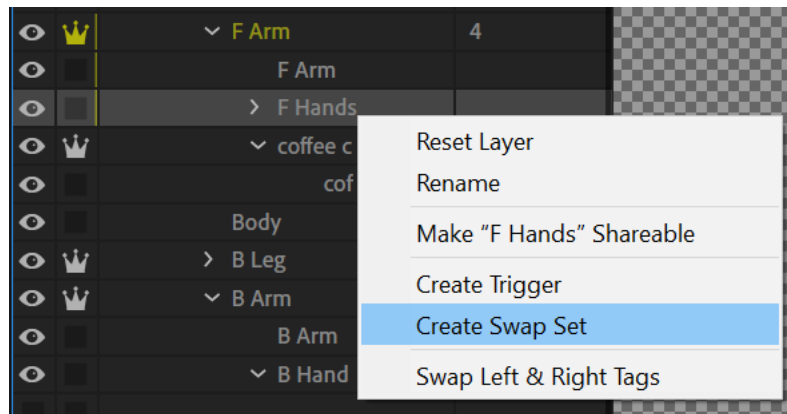 F Arm 4
F Arm
F Hands
coffee c
cof
Body
B Leg
B Arm
B Arm
B Hand
Reset Layer
Rename
Make “F Hands” Shareable
Create Trigger
Create Swap Set
Swap Left & Right Tags